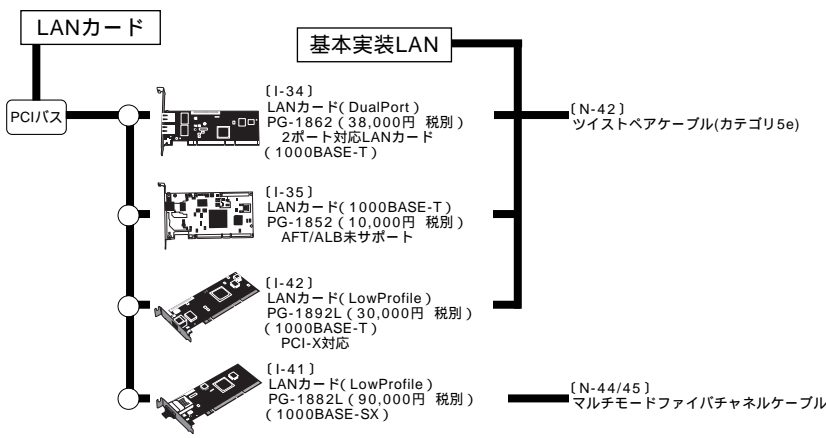 LANカード
基本実装LAN
PCIバス
〔I-34〕
LANカード(DualPort)
PG-1862(38,000円 税別)
2ポート対応LANカード
(1000BASE-T)
〔N-42〕
ツイストペアケーブル(カテゴリ5e)
〔I-35〕
LANカード(1000BASE-T)
PG-1852(10,000円 税別)
AFT/ALB未サポート
〔I-42〕
LANカード(LowProfile)
PG-1892L(30,000円 税別)
(1000BASE-T)
PCI-X対応
〔I-41〕
LANカード(LowProfile)
PG-1882L(90,000円 税別)
(1000BASE-SX)
〔N-44/45〕
マルチモードファイバチャネルケーブル